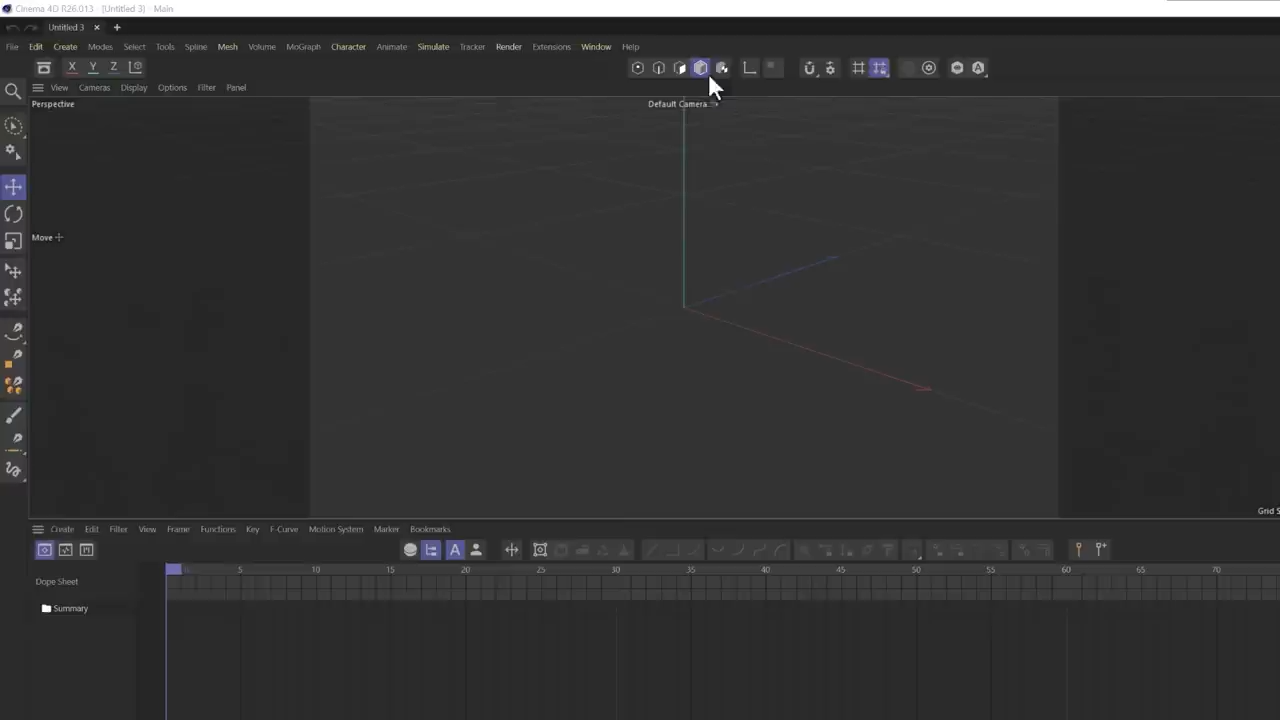 Cinema 4D R26.013 - [Untitled 3] - Main
Untitled 3
File Edit Create Modes Select Tools Spline Mesh Volume MoGraph Character Animate Simulate Tracker Render Extensions Window Help
X Y Z
View Cameras Display Options Filter Panel
Perspective
Default Camera
Move
Grid S
Create Edit Filter View Frame Functions Key F-Curve Motion System Marker Bookmarks
A
5 10 15 20 25 30 35 40 45 50 55 60 65 70
Dope Sheet
Summary